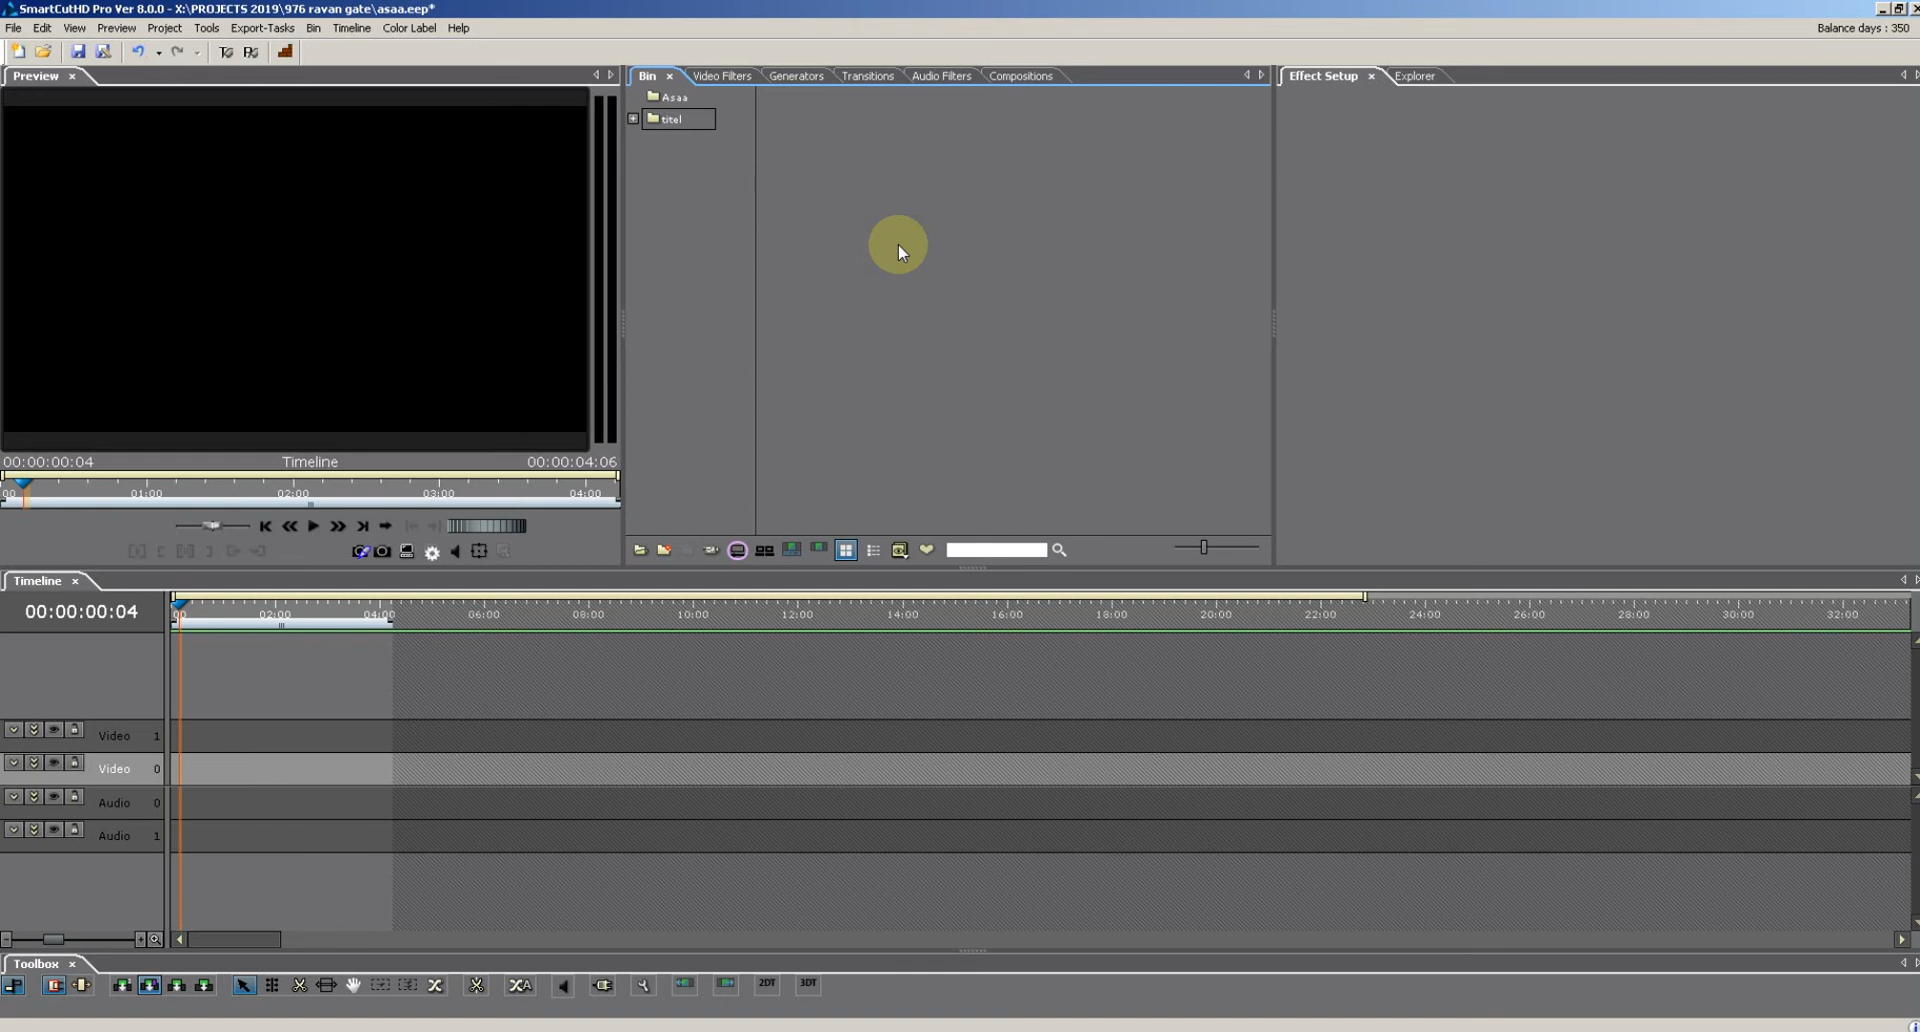 SmartCutHD Pro Ver 8.0.0 - X:\PROJECTS 2019\976 ravan gate\asaa.eep*
File Edit View Preview Project Tools Export-Tasks Bin Timeline Color Label Help
Balance days : 350
Preview
Bin Video Filters Generators Transitions Audio Filters Compositions
Effect Setup Explorer
Asaa
titel
00:00:00:04 Timeline 00:00:04:06
00 01:00 02:00 03:00 04:00
Timeline
00:00:00:04
00 02:00 04:00 06:00 08:00 10:00 12:00 14:00 16:00 18:00 20:00 22:00 24:00 26:00 28:00 30:00 32:00
Video 1
Video 0
Audio 0
Audio 1
Toolbox
XA
2DT
3DT